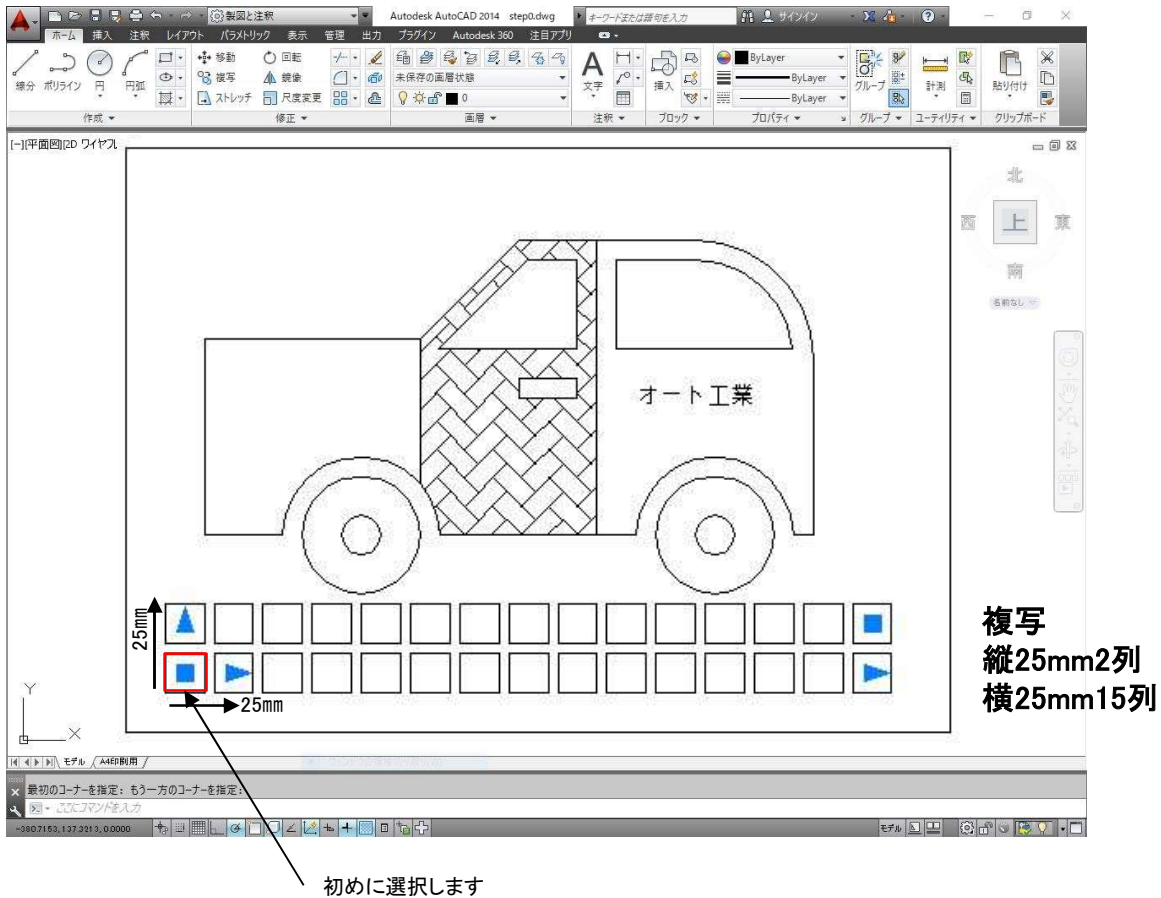 製図と注釈
Autodesk AutoCAD 2014 step0.dwg
キーワードまたは語句を入力
サインイン
ホーム 挿入 注釈 レイアウト パラメトリック 表示 管理 出力 プラグイン Autodesk 360 注目アプリ
線分 ポリライン 円 円弧
移動 回転
複写 鏡像
ストレッチ 尺度変更
未保存の画層状態
0
文字
挿入
ByLayer
ByLayer
ByLayer
グループ
計測
貼り付け
作成 修正 画層 注釈 ブロック プロパティ グループ ユーティリティ クリップボード
[-][平面図][2D ワイヤフレ
北
西 上 東
南
名前なし
オート工業
25mm
25mm
複写
縦25mm2列
横25mm15列
Y
X
モデル A4印刷用
最初のコーナーを指定: もう一方のコーナーを指定:
ここにコマンドを入力
-380.7153, 137.3213, 0.0000
モデル
初めに選択します